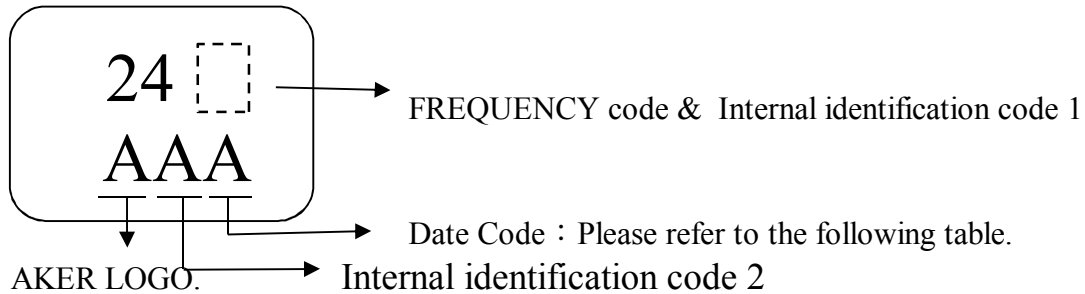 24
FREQUENCY code & Internal identification code 1
AAA
Date Code：Please refer to the following table.
AKER LOGO.
Internal identification code 2